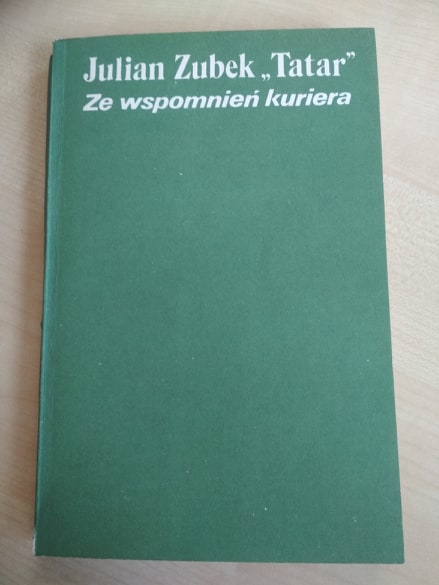 Julian Zubek „Tatar”
Ze wspomnień kuriera